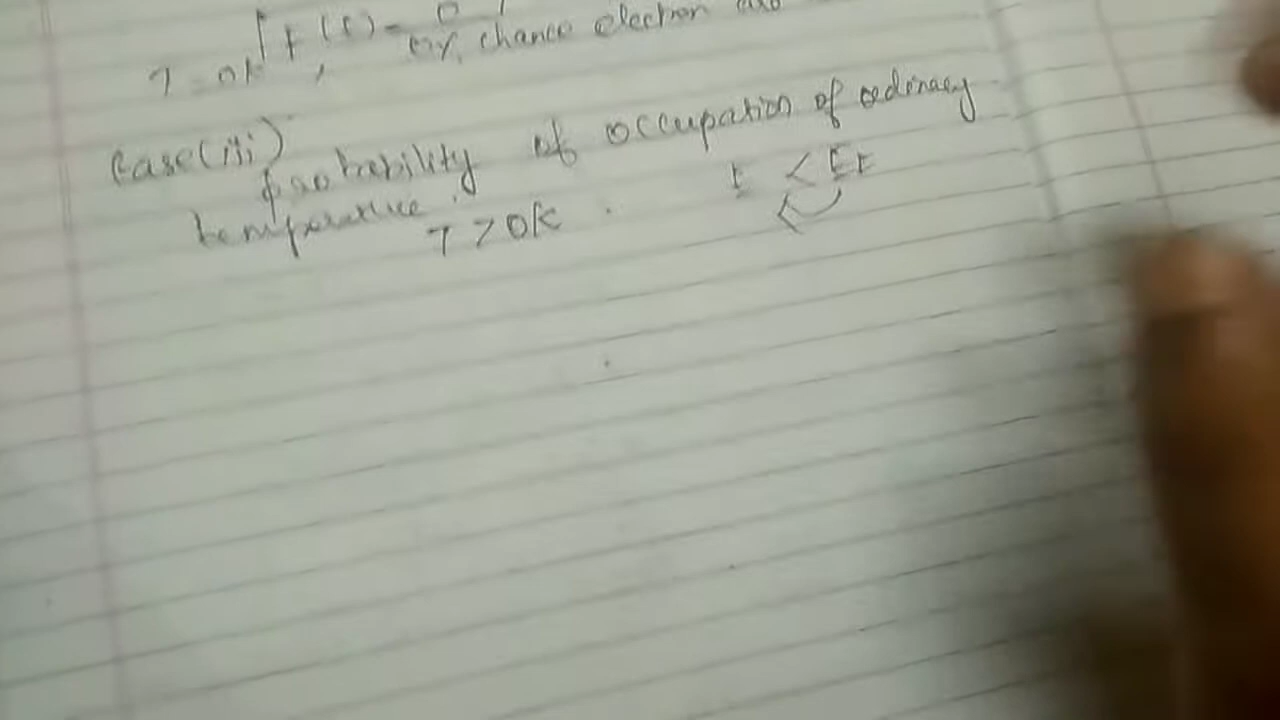 F(E)= 0
T=0K, 0% chance electron
Case(iii)
probability of occupation of ordinary
temperature. T>0K. E < EF